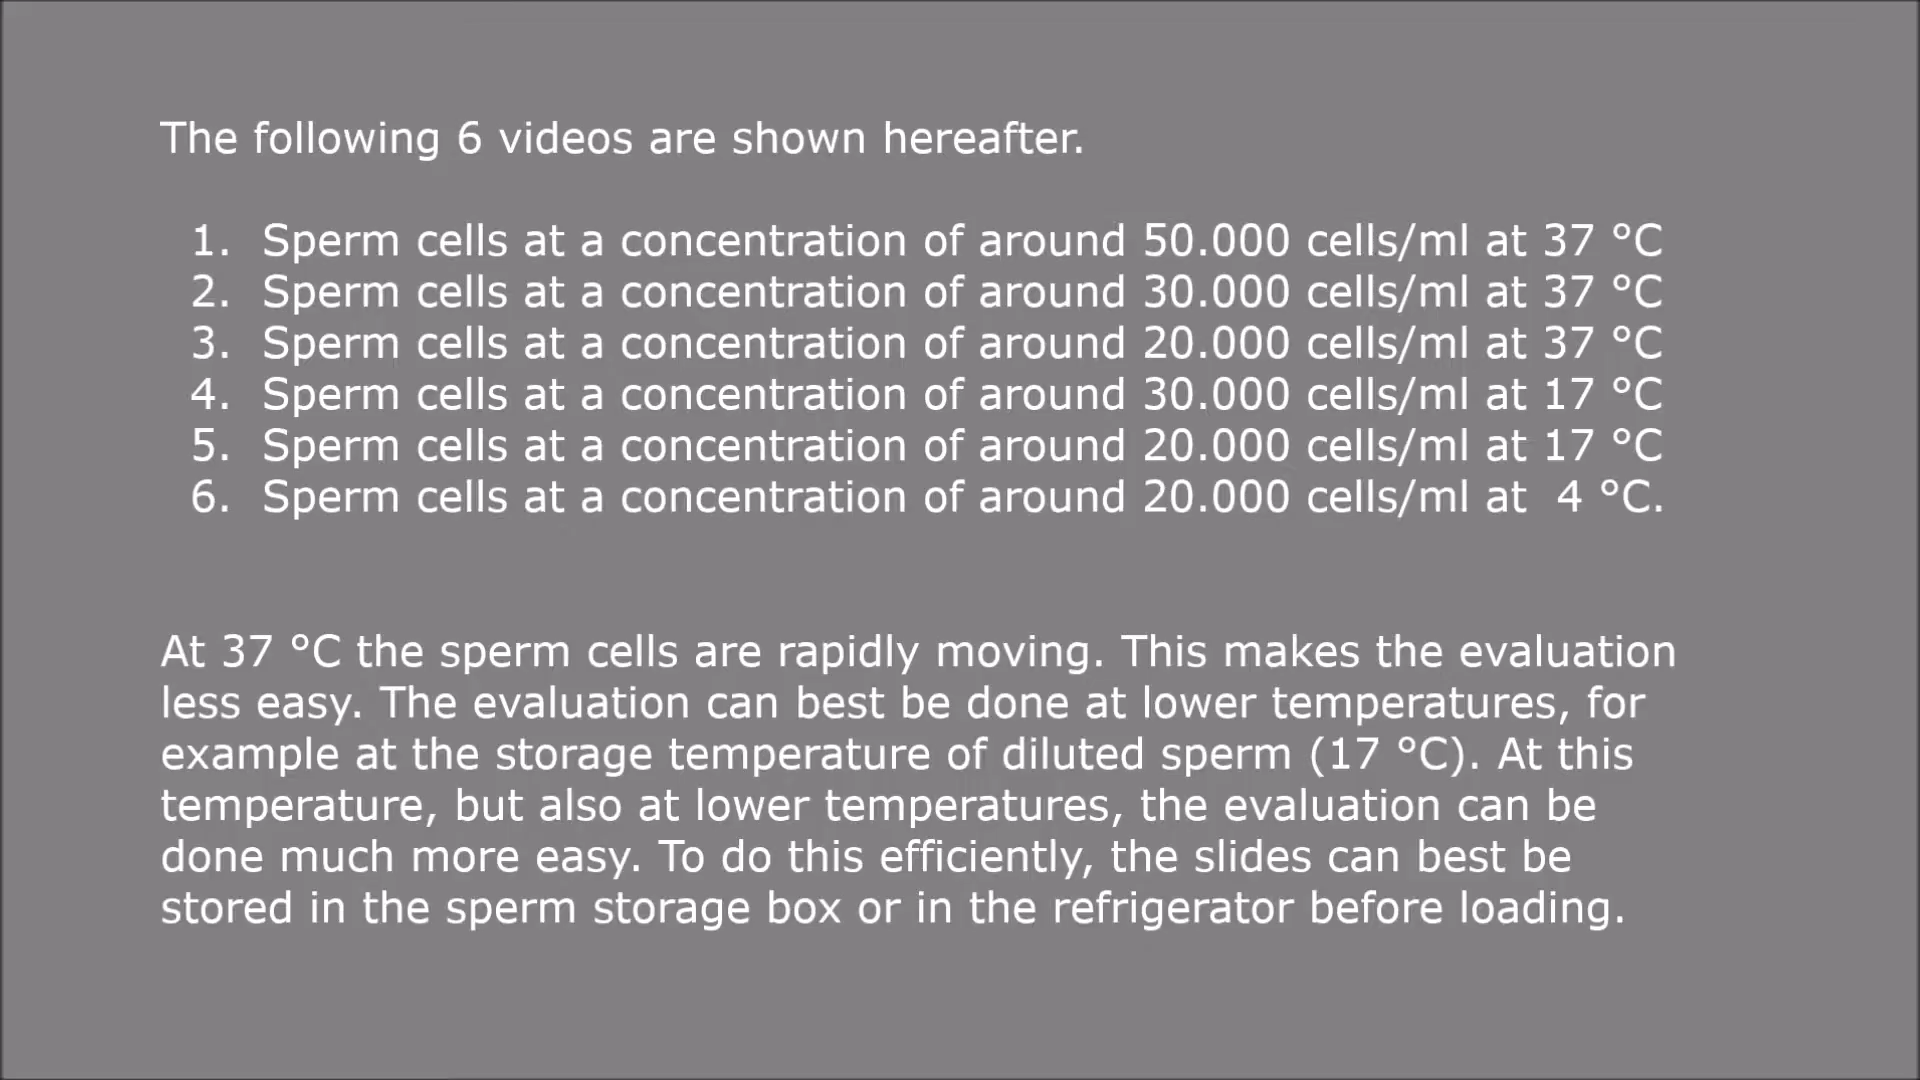 The following 6 videos are shown hereafter.
1. Sperm cells at a concentration of around 50.000 cells/ml at 37 °C
2. Sperm cells at a concentration of around 30.000 cells/ml at 37 °C
3. Sperm cells at a concentration of around 20.000 cells/ml at 37 °C
4. Sperm cells at a concentration of around 30.000 cells/ml at 17 °C
5. Sperm cells at a concentration of around 20.000 cells/ml at 17 °C
6. Sperm cells at a concentration of around 20.000 cells/ml at 4 °C.
At 37 °C the sperm cells are rapidly moving. This makes the evaluation
less easy. The evaluation can best be done at lower temperatures, for
example at the storage temperature of diluted sperm (17 °C). At this
temperature, but also at lower temperatures, the evaluation can be
done much more easy. To do this efficiently, the slides can best be
stored in the sperm storage box or in the refrigerator before loading.